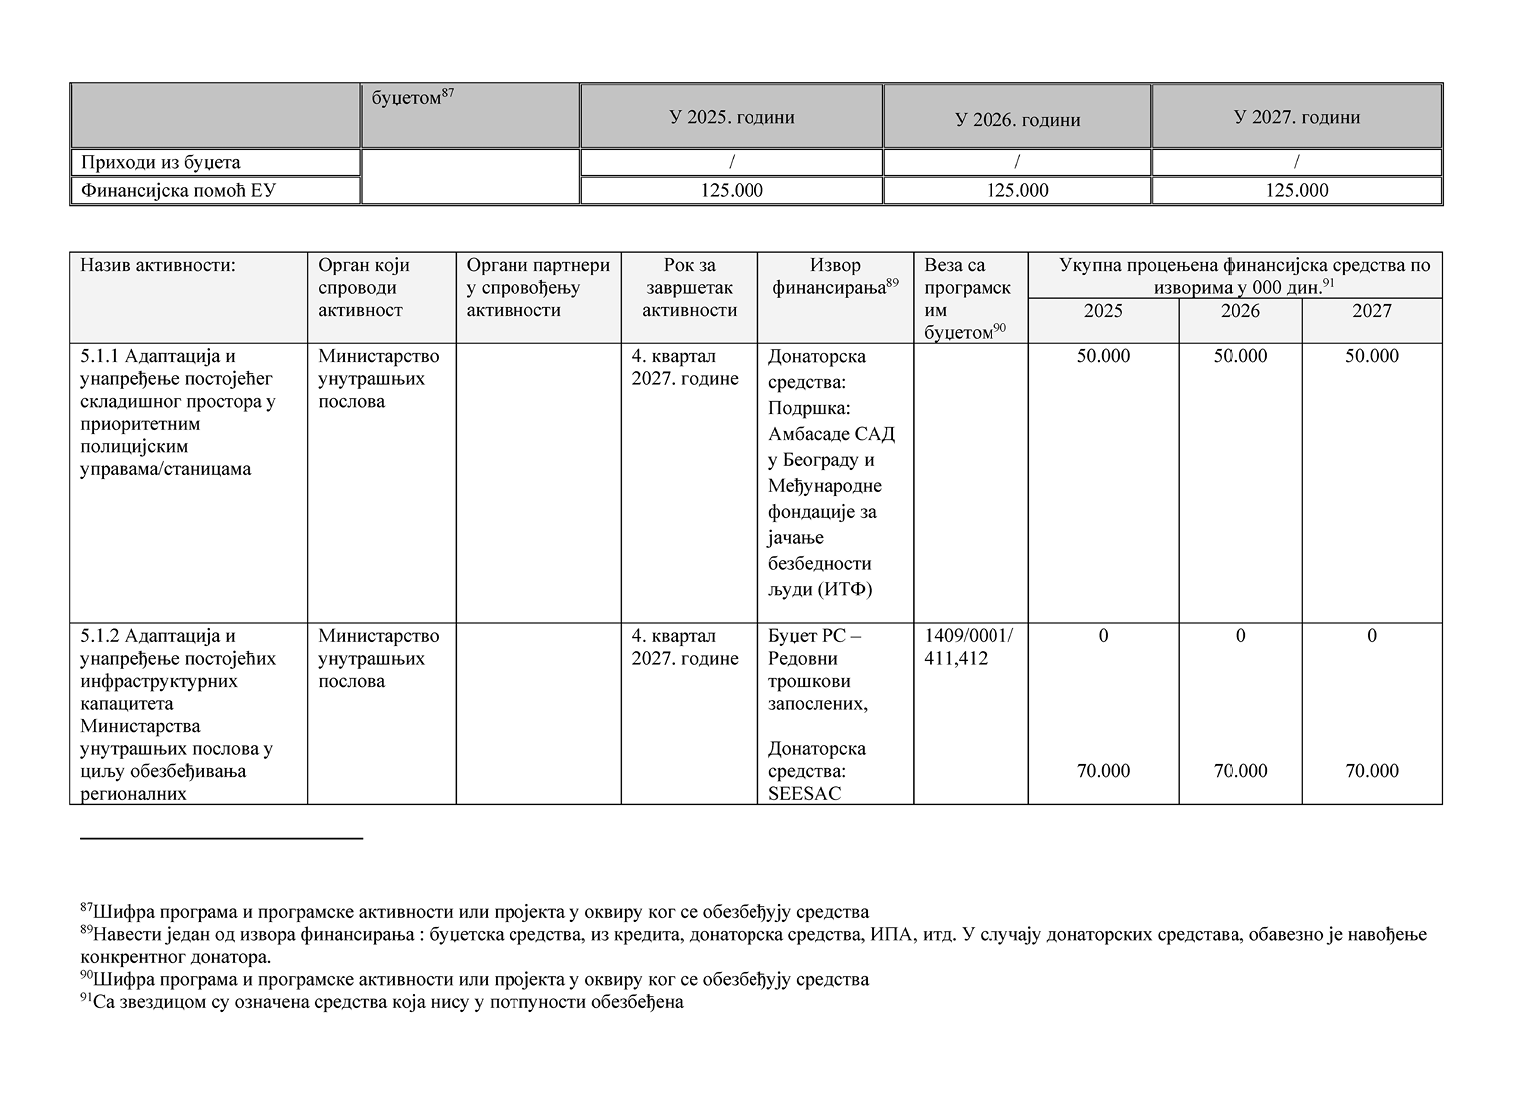 буџетом87
У 2025. години
У 2026. години
У 2027. години
Приходи из буџета
/
/
/
Финансијска помоћ ЕУ
125.000
125.000
125.000
Назив активности:
Орган који
спроводи
активност
Органи партнери
у спровођењу
активности
Рок за
завршетак
активности
Извор
финансирања89
Веза са
програмск
им
буџетом90
Укупна процењена финансијска средства по
изворима у 000 дин.91
2025
2026
2027
5.1.1 Адаптација и
унапређење постојећег
складишног простора у
приоритетним
полицијским
управама/станицама
Министарство
унутрашњих
послова
4. квартал
2027. године
Донаторска
средства:
Подршка:
Амбасаде САД
у Београду и
Међународне
фондације за
јачање
безбедности
људи (ИТФ)
50.000
50.000
50.000
5.1.2 Адаптација и
унапређење постојећих
инфраструктурних
капацитета
Министарства
унутрашњих послова у
циљу обезбеђивања
регионалних
Министарство
унутрашњих
послова
4. квартал
2027. године
Буџет РС –
Редовни
трошкови
запослених,
Донаторска
средства:
SEESAC
1409/0001/
411,412
0
0
0
70.000
70.000
70.000
87Шифра програма и програмске активности или пројекта у оквиру ког се обезбеђују средства
89Навести један од извора финансирања : буџетска средства, из кредита, донаторска средства, ИПА, итд. У случају донаторских средстава, обавезно је навођење
конкретног донатора.
90Шифра програма и програмске активности или пројекта у оквиру ког се обезбеђују средства
91Са звездицом су означена средства која нису у потпуности обезбеђена